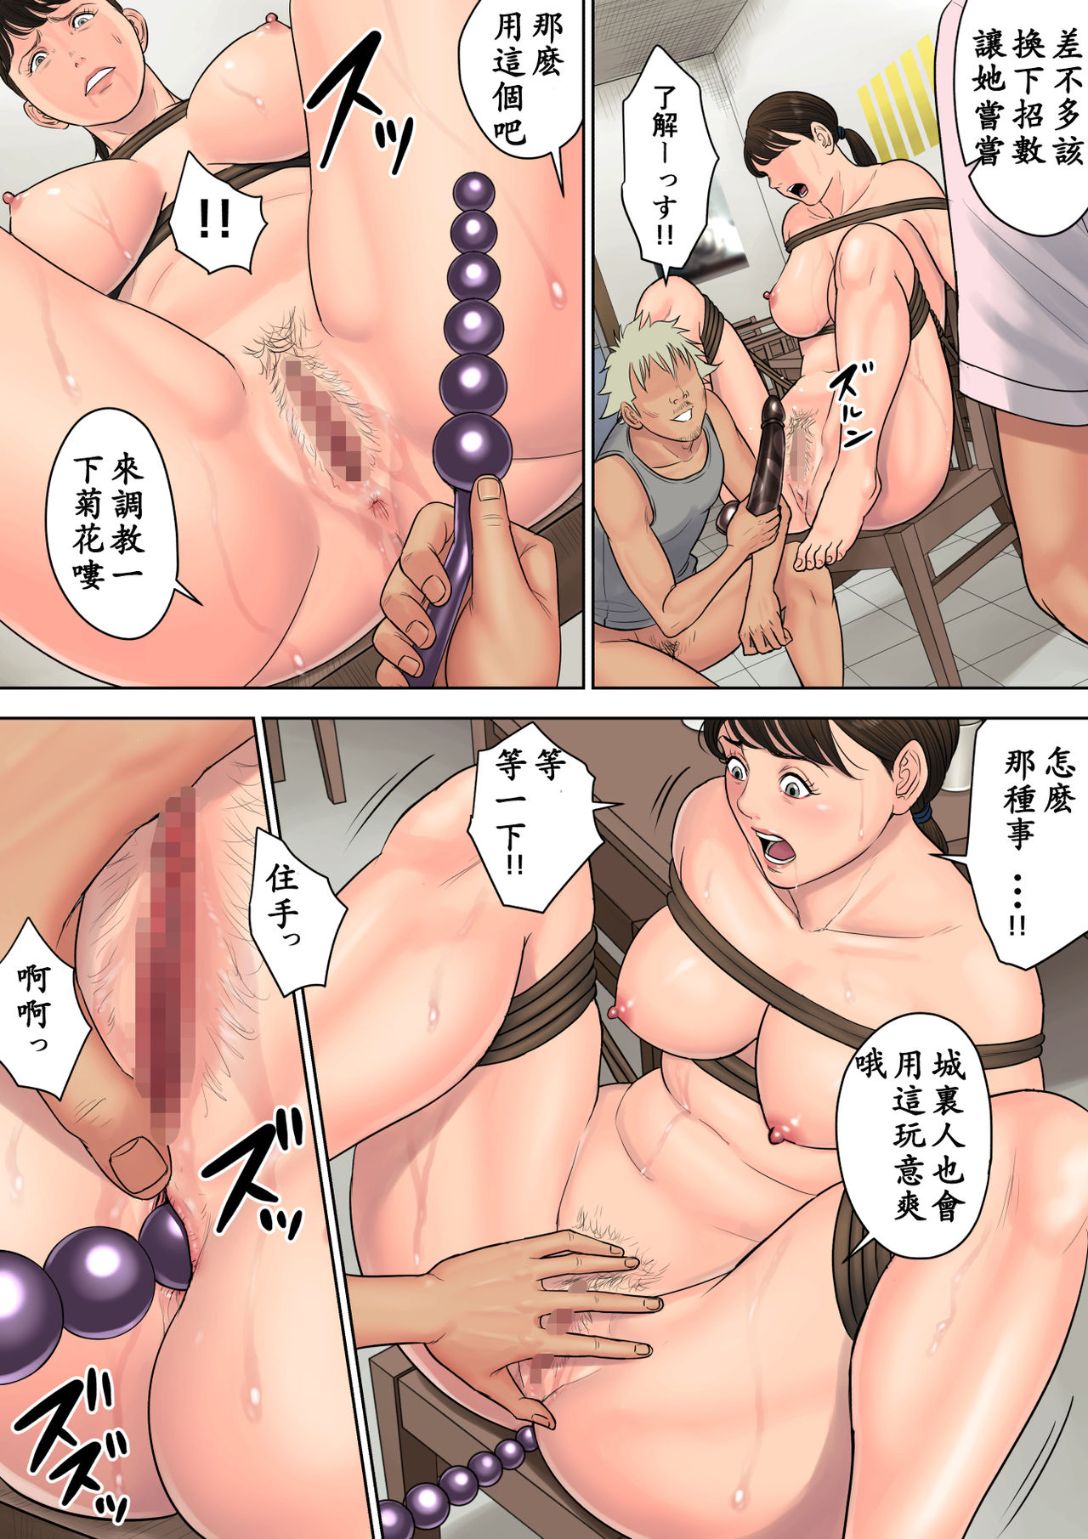 差不多該
換下招數
讓她嘗嘗
了解ーっす!!
ズルン
那麼
用這個吧
ズッ
!!
來調教一
下菊花嘍
怎麼
那種事‥‥!!
等
等一下!!
城裏人也會
用這玩意爽
哦
住手っ
啊啊っ
ズッ
ズズズッ